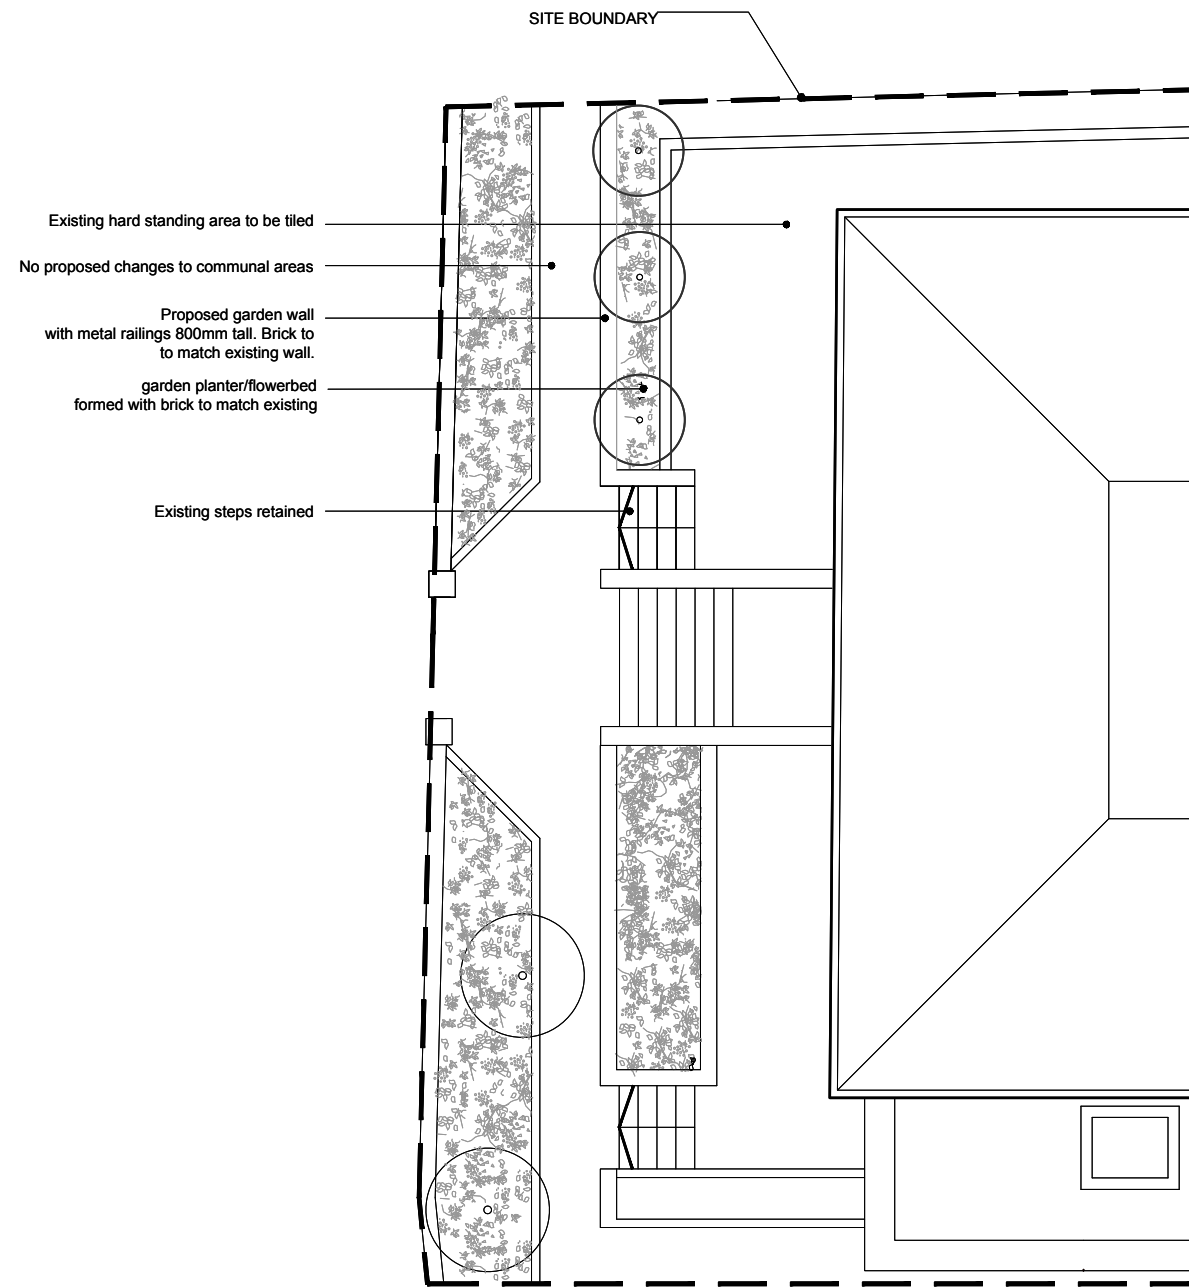 SITE BOUNDARY
Existing hard standing area to be tiled
No proposed changes to communal areas
Proposed garden wall
with metal railings 800mm tall. Brick to
to match existing wall.
garden planter/flowerbed
formed with brick to match existing
Existing steps retained